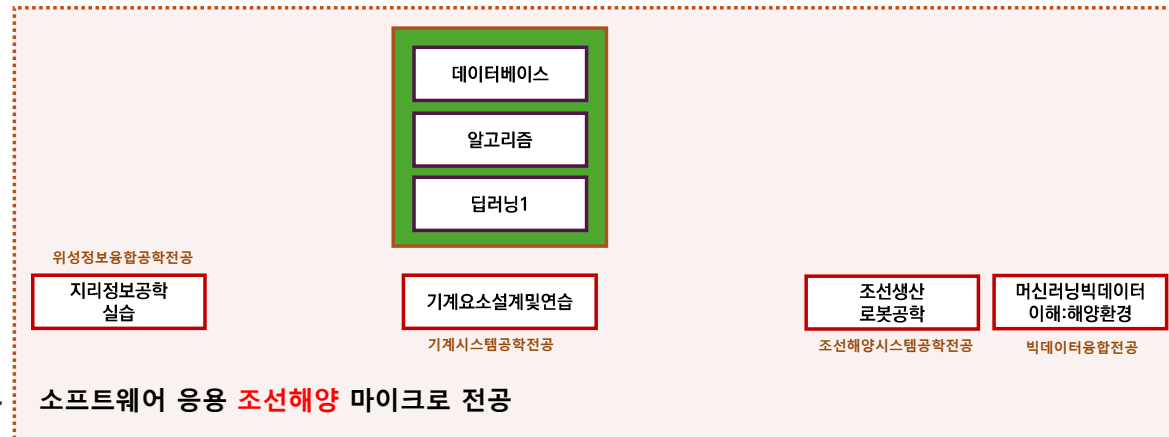 데이터베이스
알고리즘
딥러닝1
위성정보융합공학전공
지리정보공학
실습
기계요소설계및연습
기계시스템공학전공
조선생산
로봇공학
조선해양시스템공학전공
머신러닝빅데이터
이해:해양환경
빅데이터융합전공
소프트웨어 응용 조선해양 마이크로 전공